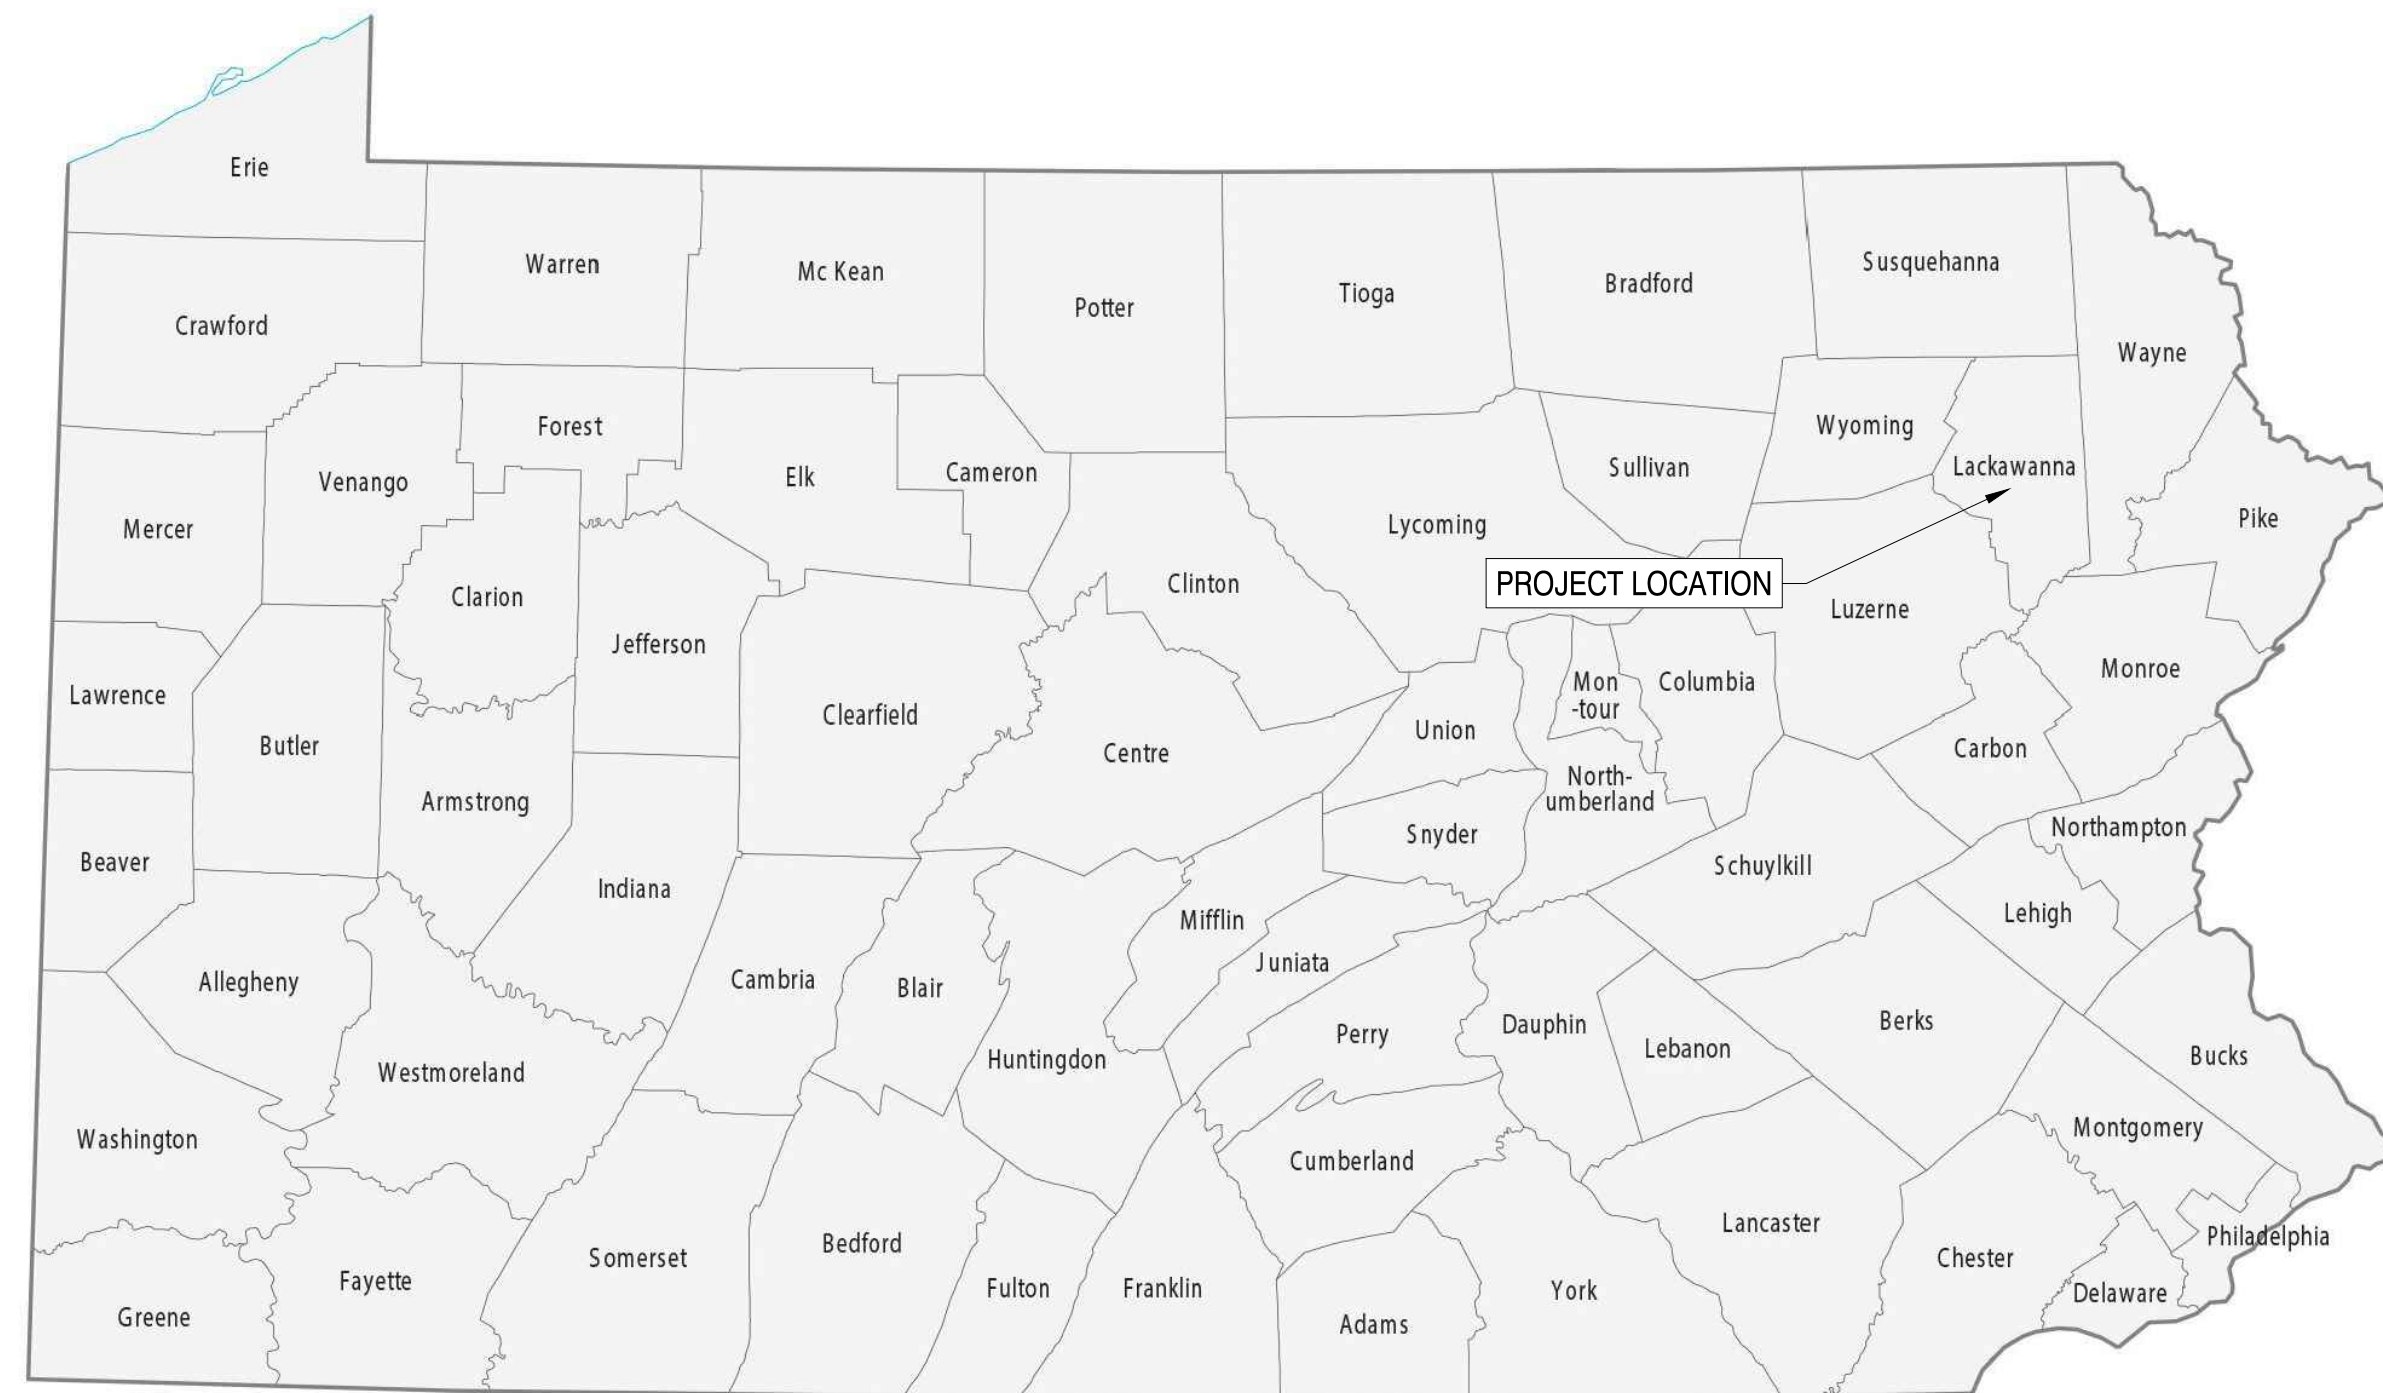 Erie
Warren
Mc Kean
Potter
Tioga
Bradford
Susquehanna
Wayne
Crawford
Forest
Venango
Elk
Cameron
Sullivan
Wyoming
Lackawanna
Pike
Mercer
Clarion
Lycoming
Clinton
PROJECT LOCATION
Luzerne
Jefferson
Monroe
Lawrence
Butler
Clearfield
Centre
Union
Mon
-tour
Columbia
Carbon
Armstrong
North-
umberland
Snyder
Northampton
Beaver
Indiana
Schuylkill
Lehigh
Mifflin
Juniata
Allegheny
Cambria
Blair
Huntingdon
Perry
Dauphin
Lebanon
Berks
Bucks
Westmoreland
Washington
Cumberland
Montgomery
Lancaster
Philadelphia
Greene
Fayette
Somerset
Bedford
Fulton
Franklin
Adams
York
Chester
Delaware